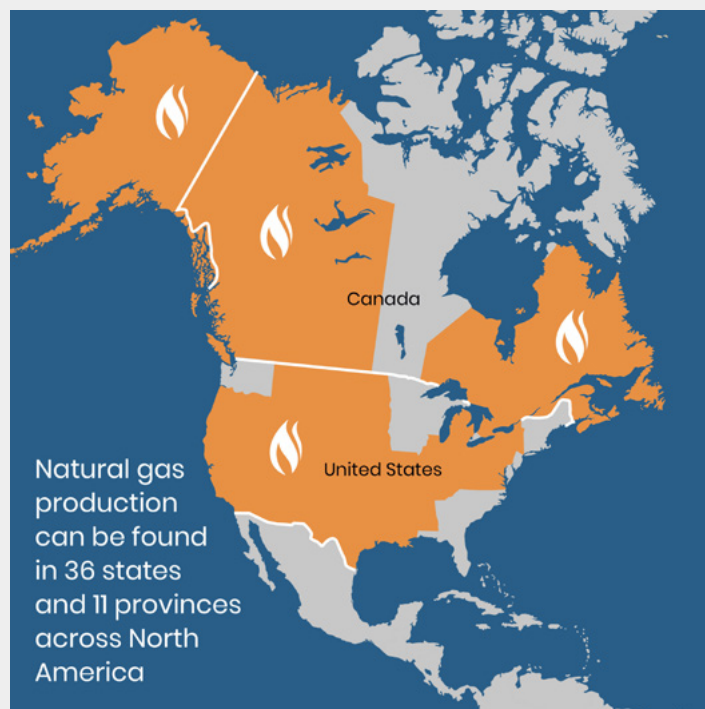 Canada
United States
Natural gas
production
can be found
in 36 states
and 11 provinces
across North
America